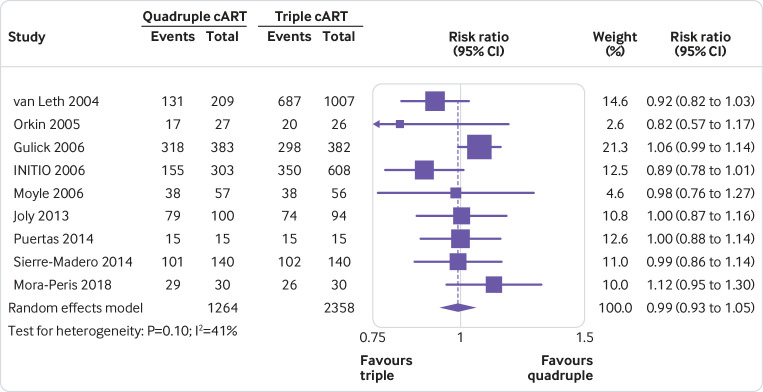 Quadruple cART Triple cART
Study Events Total Events Total Risk ratio (95% CI) Weight (%) Risk ratio (95% CI)
van Leth 2004 131 209 687 1007 14.6 0.92 (0.82 to 1.03)
Orkin 2005 17 27 20 26 2.6 0.82 (0.57 to 1.17)
Gulick 2006 318 383 298 382 21.3 1.06 (0.99 to 1.14)
INITIO 2006 155 303 350 608 12.5 0.89 (0.78 to 1.01)
Moyle 2006 38 57 38 56 4.6 0.98 (0.76 to 1.27)
Joly 2013 79 100 74 94 10.8 1.00 (0.87 to 1.16)
Puertas 2014 15 15 15 15 12.6 1.00 (0.88 to 1.14)
Sierre-Madero 2014 101 140 102 140 11.0 0.99 (0.86 to 1.14)
Mora-Peris 2018 29 30 26 30 10.0 1.12 (0.95 to 1.30)
Random effects model 1264 2358 100.0 0.99 (0.93 to 1.05)
Test for heterogeneity: P=0.10; I²=41%
0.75 1 1.5
Favours triple Favours quadruple